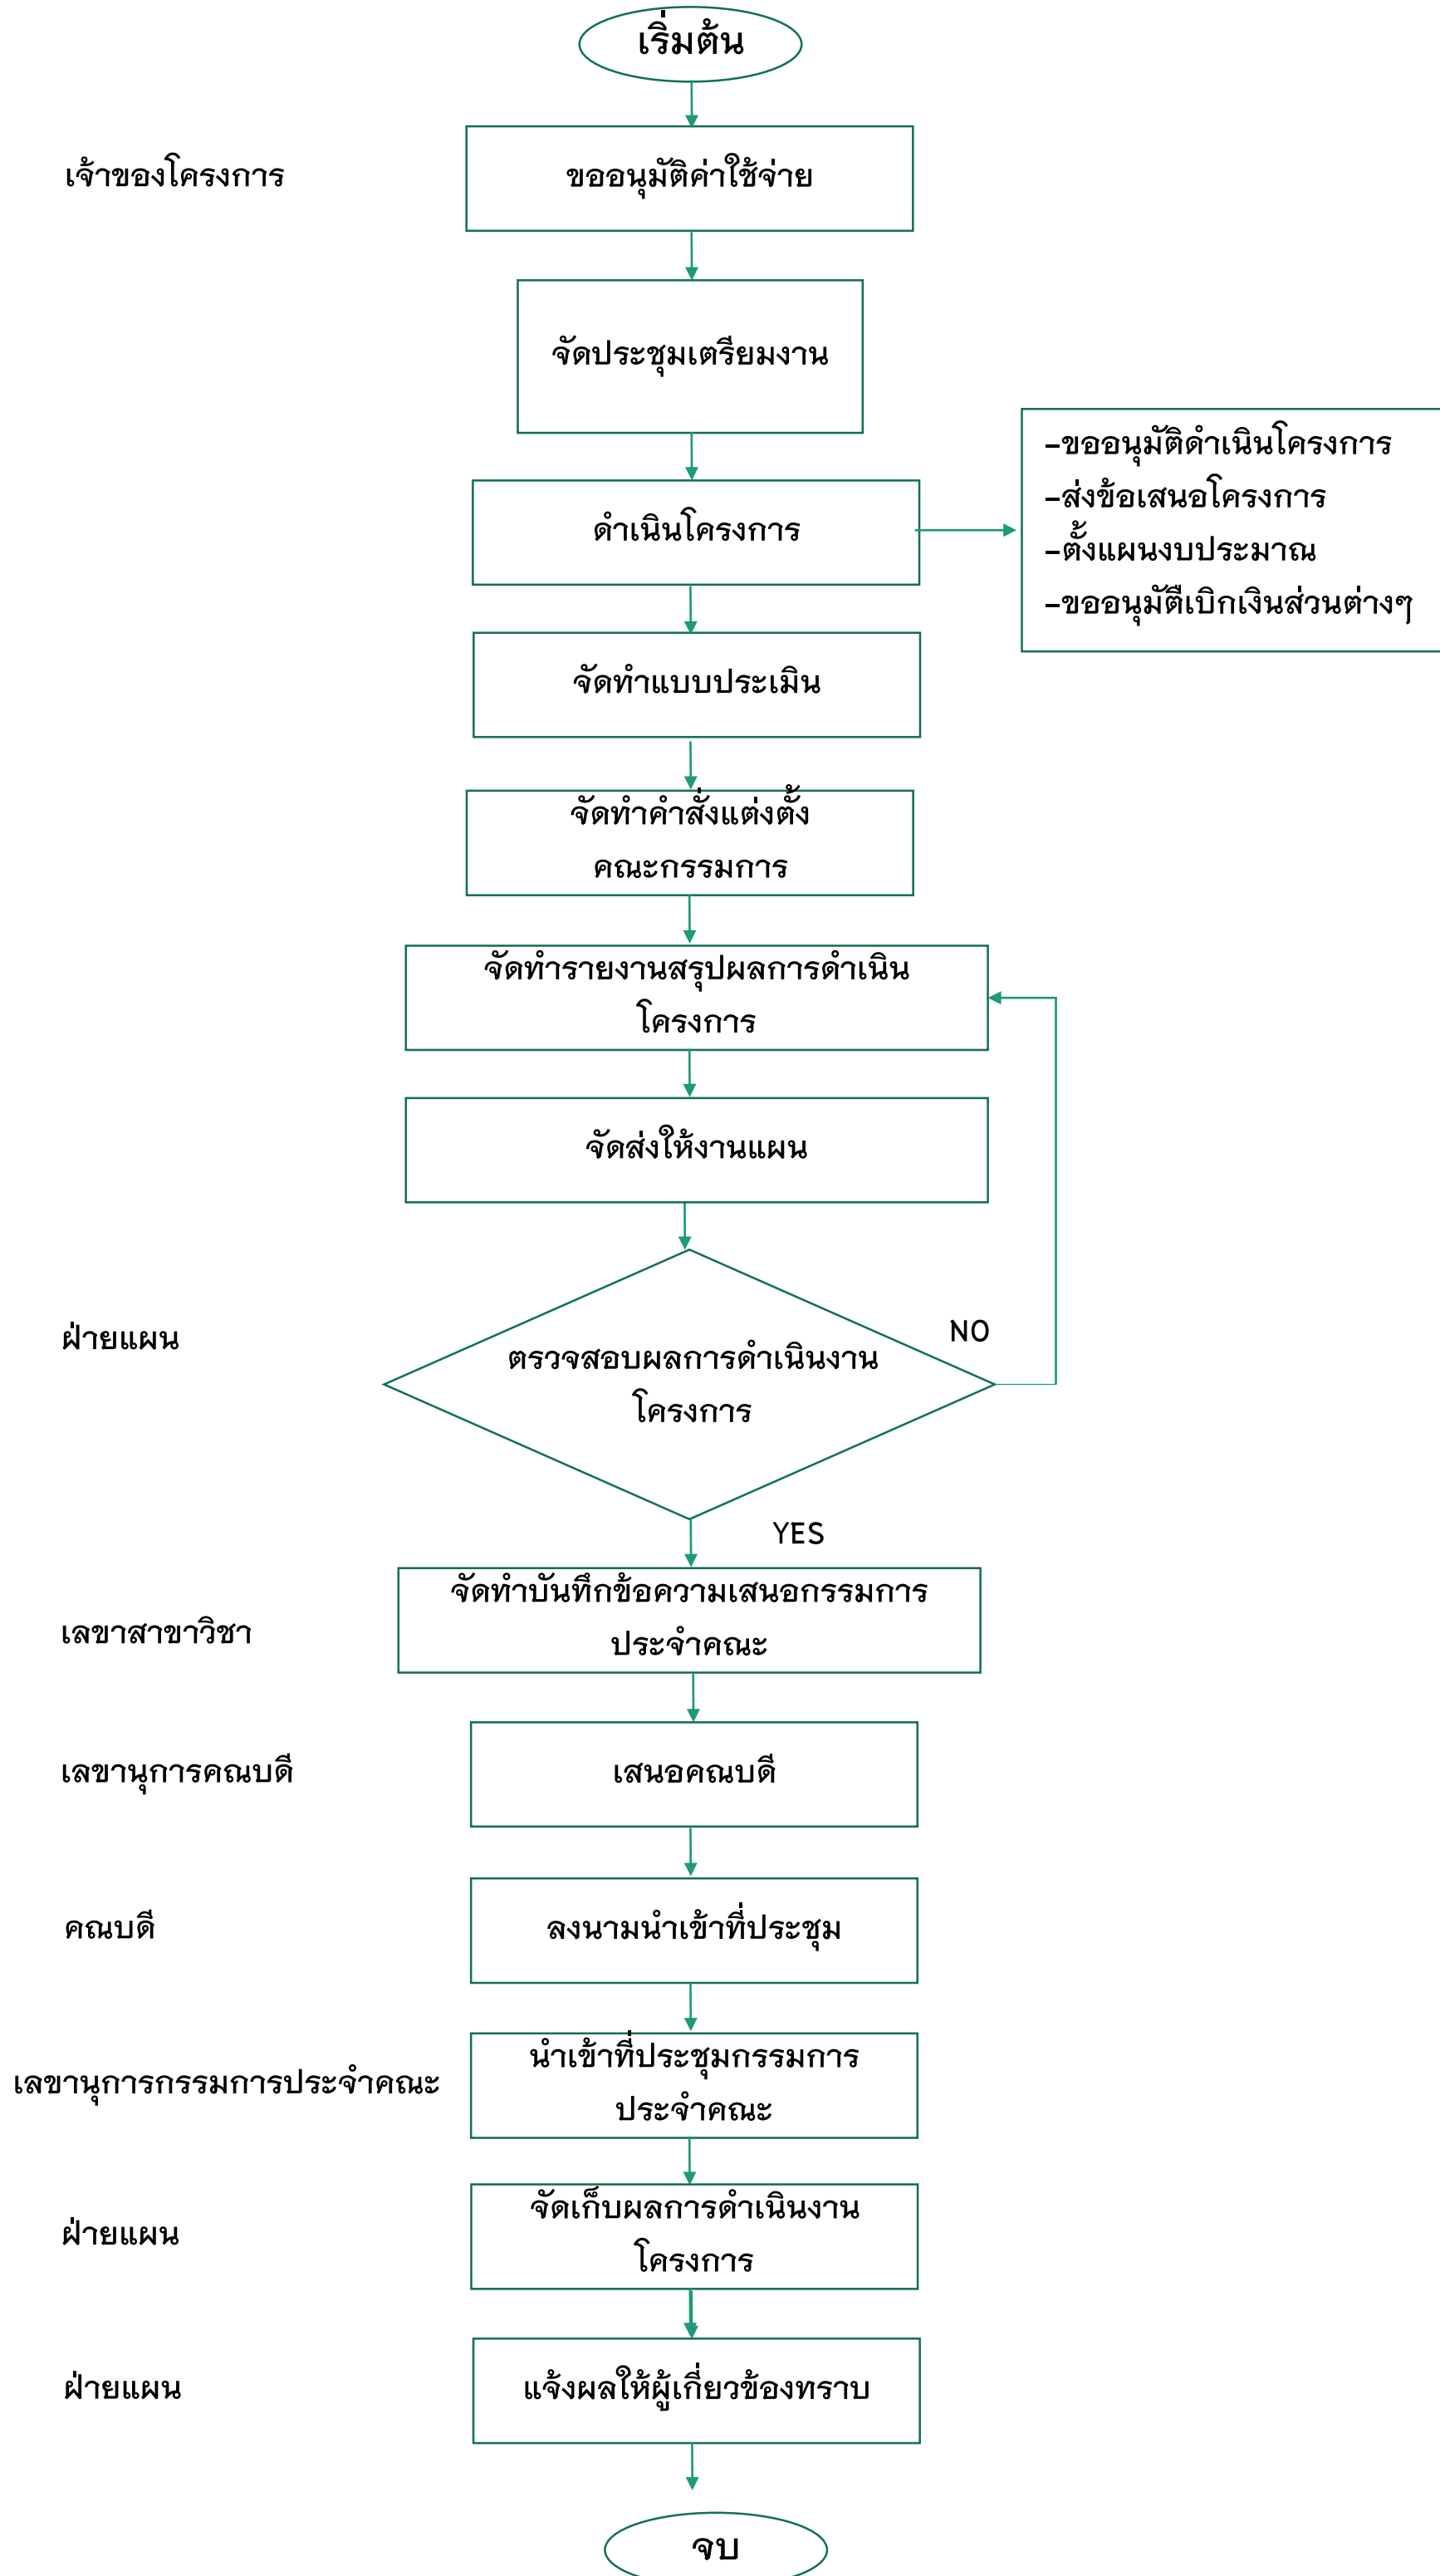 เริ่มต้น
เจ้าของโครงการ
ขออนุมัติค่าใช้จ่าย
จัดประชุมเตรียมงาน
ดำเนินโครงการ
-ขออนุมัติดำเนินโครงการ
-ส่งข้อเสนอโครงการ
-ตั้งแผนงบประมาณ
-ขออนุมัตืเบิกเงินส่วนต่างๆ
จัดทำแบบประเมิน
จัดทำคำสั่งแต่งตั้ง
คณะกรรมการ
จัดทำรายงานสรุปผลการดำเนิน
โครงการ
จัดส่งให้งานแผน
ฝ่ายแผน
ตรวจสอบผลการดำเนินงาน
โครงการ
NO
YES
เลขาสาขาวิชา
จัดทำบันทึกข้อความเสนอกรรมการ
ประจำคณะ
เลขานุการคณบดี
เสนอคณบดี
คณบดี
ลงนามนำเข้าที่ประชุม
เลขานุการกรรมการประจำคณะ
นำเข้าที่ประชุมกรรมการ
ประจำคณะ
ฝ่ายแผน
จัดเก็บผลการดำเนินงาน
โครงการ
ฝ่ายแผน
แจ้งผลให้ผู้เกี่ยวข้องทราบ
จบ